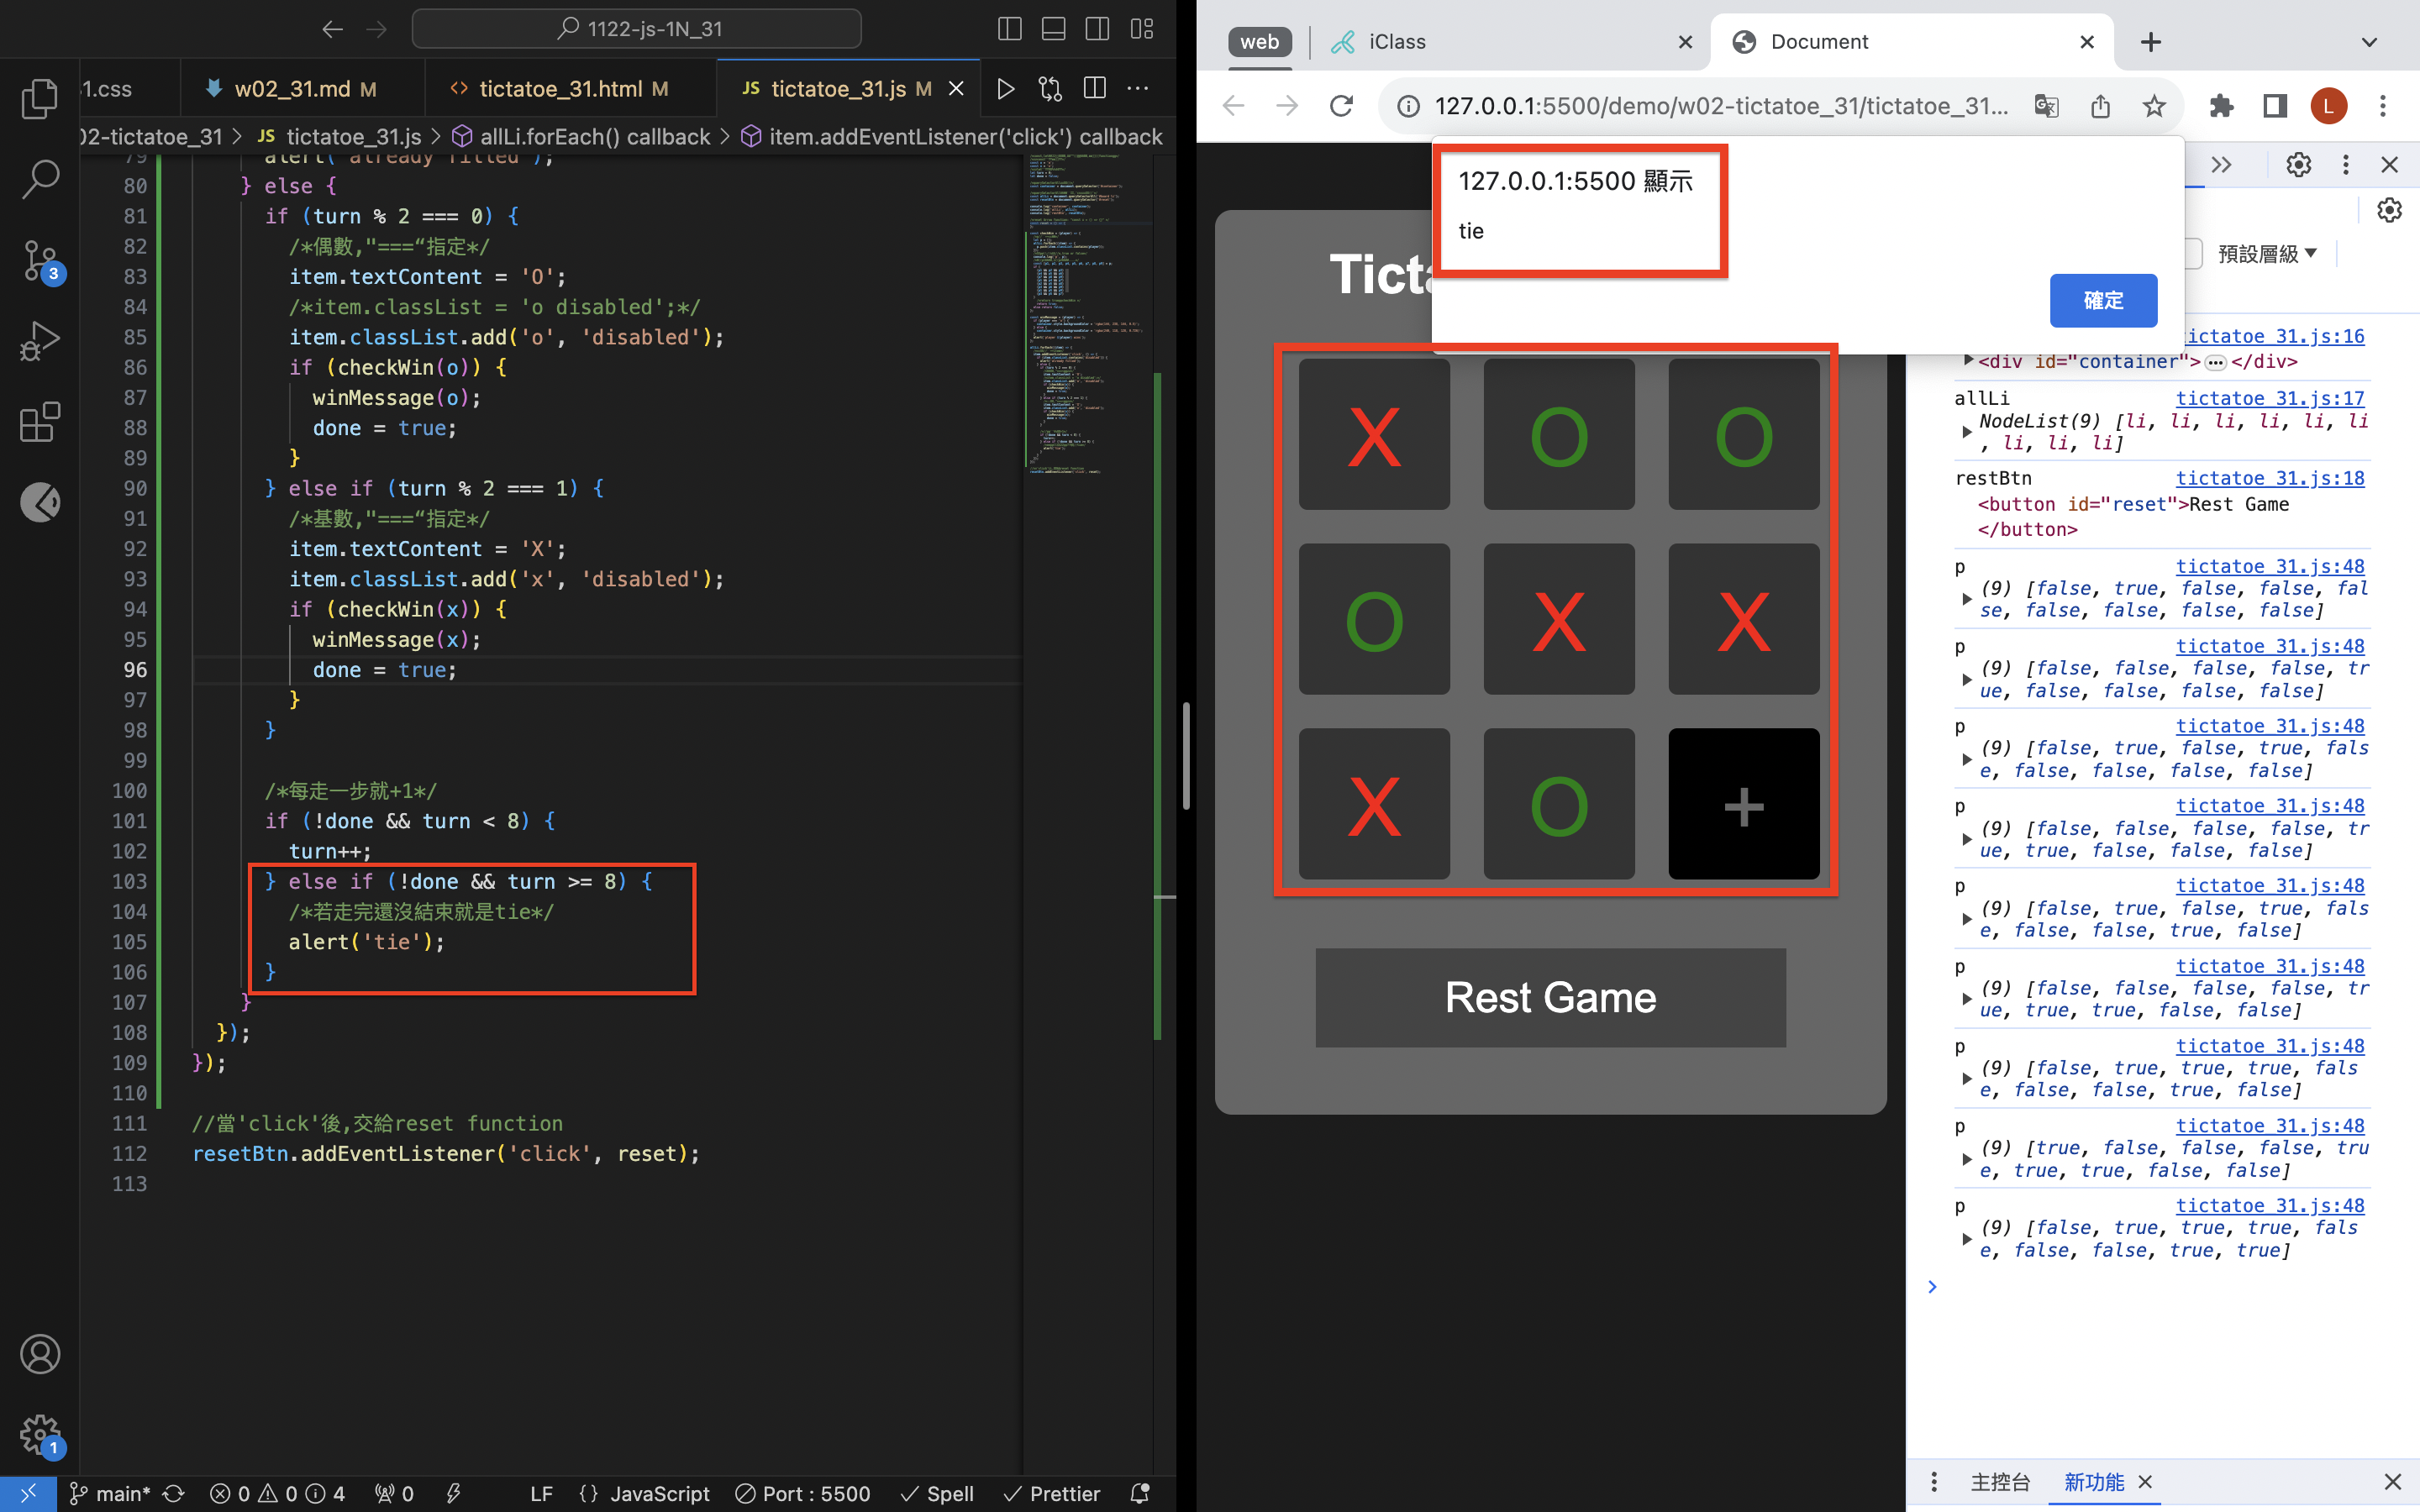 1122-js-1N_31
1.css
w02_31.md M
tictatoe_31.html M
JS tictatoe_31.js M
02-tictatoe_31 > JS tictatoe_31.js > allLi.forEach() callback > item.addEventListener('click') callback
79 alert('already filled');
80 } else {
81 if (turn % 2 === 0) {
82 /*偶數,"===“指定*/
83 item.textContent = 'O';
84 /*item.classList = 'o disabled';*/
85 item.classList.add('o', 'disabled');
86 if (checkWin(o)) {
87 winMessage(o);
88 done = true;
89 }
90 } else if (turn % 2 === 1) {
91 /*基數,"===“指定*/
92 item.textContent = 'X';
93 item.classList.add('x', 'disabled');
94 if (checkWin(x)) {
95 winMessage(x);
96 done = true;
97 }
98 }
99
100 /*每走一步就+1*/
101 if (!done && turn < 8) {
102 turn++;
103 } else if (!done && turn >= 8) {
104 /*若走完還沒結束就是tie*/
105 alert('tie');
106 }
107 }
108 });
109 });
110
111 //當'click'後,交給reset function
112 resetBtn.addEventListener('click', reset);
113
3
1
main* 0 0 4 0 LF {} JavaScript Port : 5500 Spell Prettier
web iClass Document
127.0.0.1:5500/demo/w02-tictatoe_31/tictatoe_31...
L
127.0.0.1:5500 顯示
tie
確定
Ticta
X O O
O X X
X O +
Rest Game
預設層級
tictatoe_31.js:16
<div id="container">…</div>
allLi tictatoe_31.js:17
NodeList(9) [li, li, li, li, li, li
, li, li, li]
restBtn tictatoe_31.js:18
<button id="reset">Rest Game
</button>
p tictatoe_31.js:48
(9) [false, true, false, false, fal
se, false, false, false, false]
p tictatoe_31.js:48
(9) [false, false, false, false, tr
ue, false, false, false, false]
p tictatoe_31.js:48
(9) [false, true, false, true, fals
e, false, false, false, false]
p tictatoe_31.js:48
(9) [false, false, false, false, tr
ue, true, false, false, false]
p tictatoe_31.js:48
(9) [false, true, false, true, fals
e, false, false, true, false]
p tictatoe_31.js:48
(9) [false, false, false, false, tr
ue, true, true, false, false]
p tictatoe_31.js:48
(9) [false, true, true, true, fals
e, false, false, true, false]
p tictatoe_31.js:48
(9) [true, false, false, false, tru
e, true, true, false, false]
p tictatoe_31.js:48
(9) [false, true, true, true, fals
e, false, false, true, true]
主控台 新功能